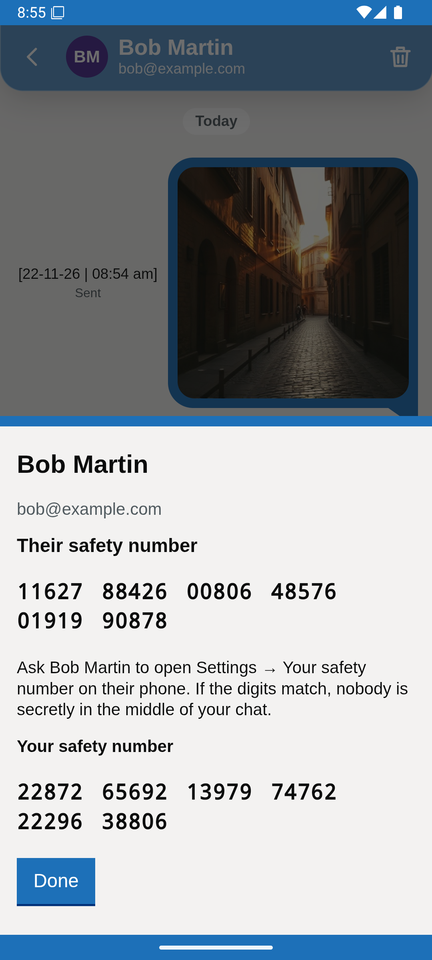 8:55
BM
Bob Martin
bob@example.com
Today
[22-11-26 | 08:54 am]
Sent
Bob Martin
bob@example.com
Their safety number
11627 88426 00806 48576
01919 90878
Ask Bob Martin to open Settings → Your safety
number on their phone. If the digits match, nobody is
secretly in the middle of your chat.
Your safety number
22872 65692 13979 74762
22296 38806
Done